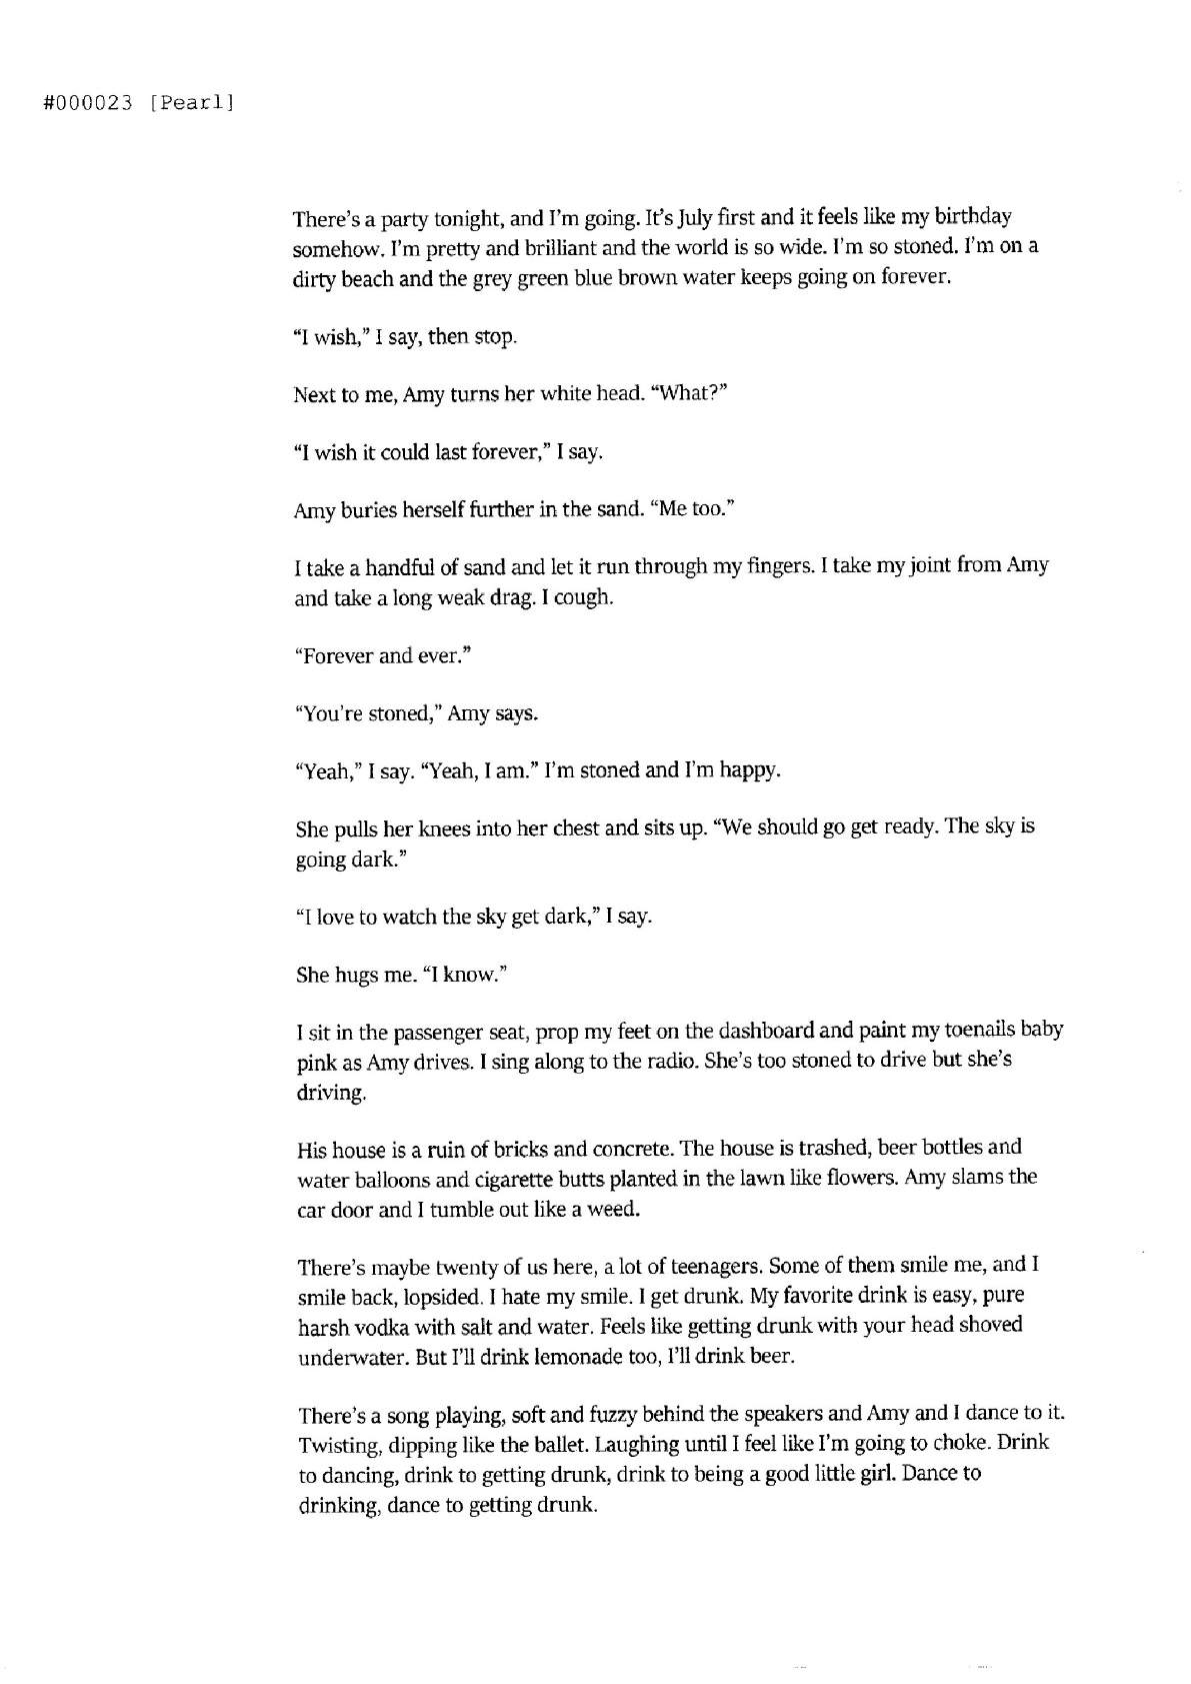 #000023 [Pearl]
There's a party tonight, and I'm going. It's July first and it feels like my birthday
somehow. I'm pretty and brilliant and the world is so wide. I'm so stoned. I'm on a
dirty beach and the grey green blue brown water keeps going on forever.
“I wish,” I say, then stop.
Next to me, Amy turns her white head. “What?”
“I wish it could last forever,” I say.
Amy buries herself further in the sand. “Me too.”
I take a handful of sand and let it run through my fingers. I take my joint from Amy
and take a long weak drag. I cough.
“Forever and ever.”
“You're stoned,” Amy says.
“Yeah,” I say. “Yeah, I am.” I'm stoned and I'm happy.
She pulls her knees into her chest and sits up. “We should go get ready. The sky is
going dark.”
“I love to watch the sky get dark,” I say.
She hugs me. “I know.”
I sit in the passenger seat, prop my feet on the dashboard and paint my toenails baby
pink as Amy drives. I sing along to the radio. She's too stoned to drive but she's
driving.
His house is a ruin of bricks and concrete. The house is trashed, beer bottles and
water balloons and cigarette butts planted in the lawn like flowers. Amy slams the
car door and I tumble out like a weed.
There's maybe twenty of us here, a lot of teenagers. Some of them smile me, and I
smile back, lopsided. I hate my smile. I get drunk. My favorite drink is easy, pure
harsh vodka with salt and water. Feels like getting drunk with your head shoved
underwater. But I'll drink lemonade too, I'll drink beer.
There's a song playing, soft and fuzzy behind the speakers and Amy and I dance to it.
Twisting, dipping like the ballet. Laughing until I feel like I'm going to choke. Drink
to dancing, drink to getting drunk, drink to being a good little girl. Dance to
drinking, dance to getting drunk.